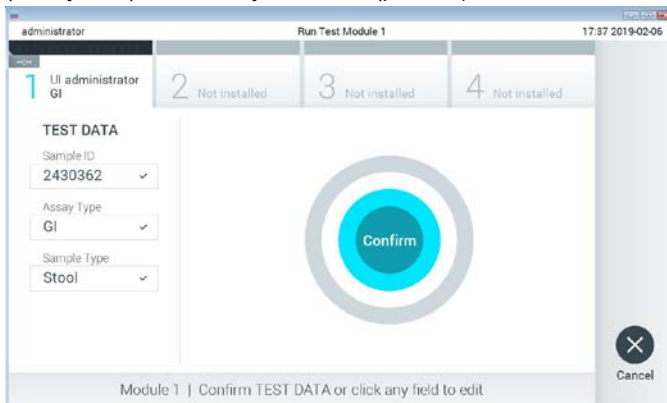 administrator Run Test Module 1 17:37 2019-02-06
1 UI administrator
GI
2 Not installed
3 Not installed
4 Not installed
TEST DATA
Sample ID
2430362
Assay Type
GI
Sample Type
Stool
Confirm
Cancel
Module 1 | Confirm TEST DATA or click any field to edit